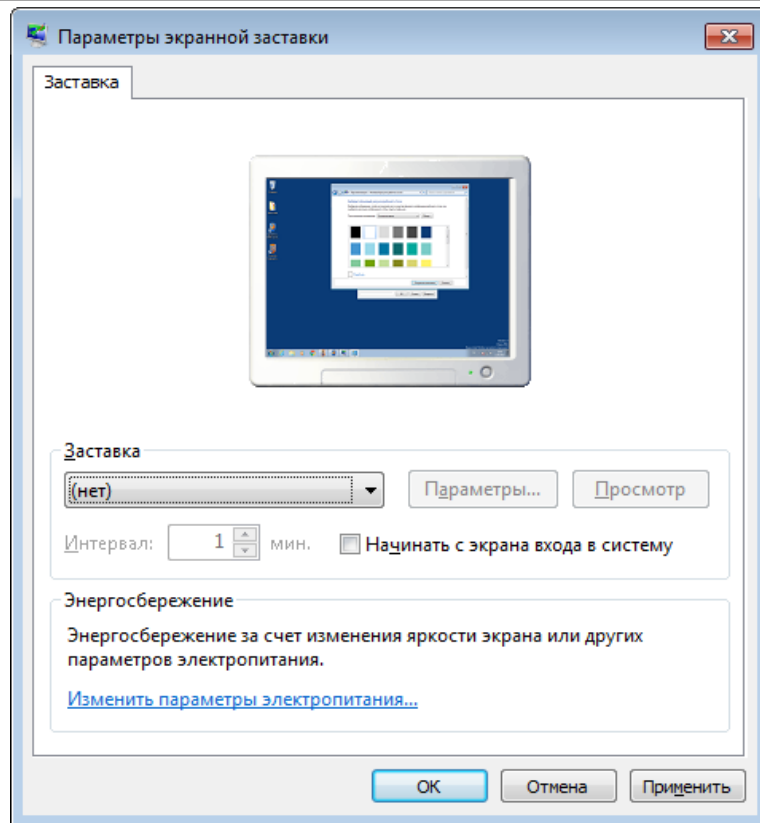 Параметры экранной заставки
Заставка
Заставка
(нет)
Параметры...
Просмотр
Интервал:
1
мин.
Начинать с экрана входа в систему
Энергосбережение
Энергосбережение за счет изменения яркости экрана или других
параметров электропитания.
Изменить параметры электропитания...
ОК
Отмена
Применить